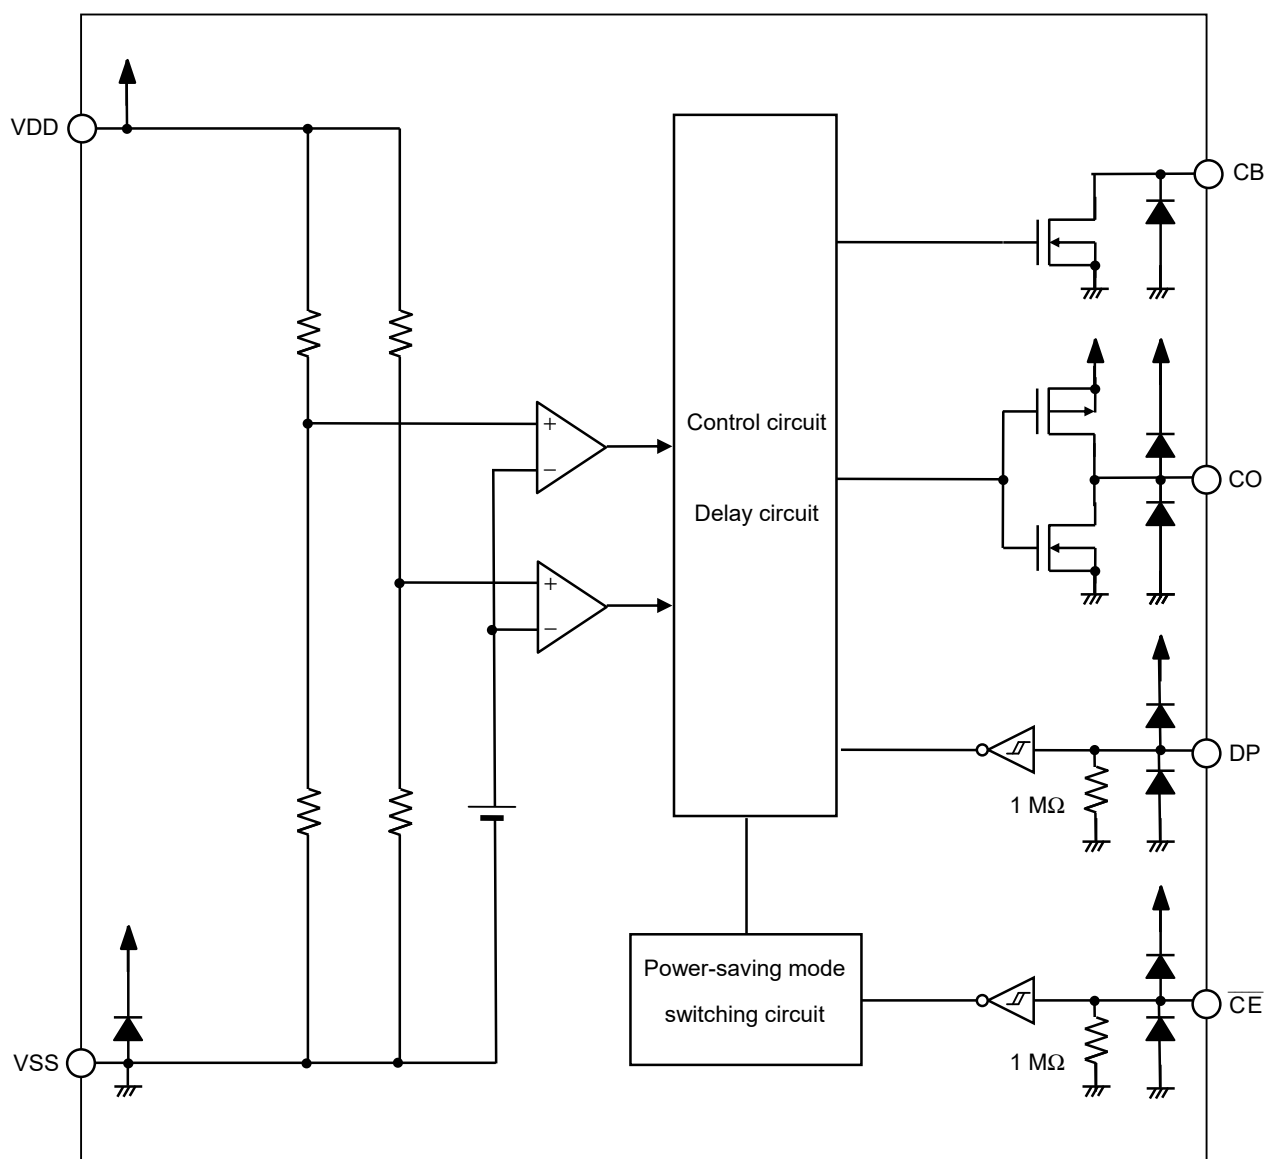 VDD
CB
+
−
Control circuit
CO
Delay circuit
+
−
DP
1 MΩ
Power-saving mode
switching circuit
CE
VSS
1 MΩ